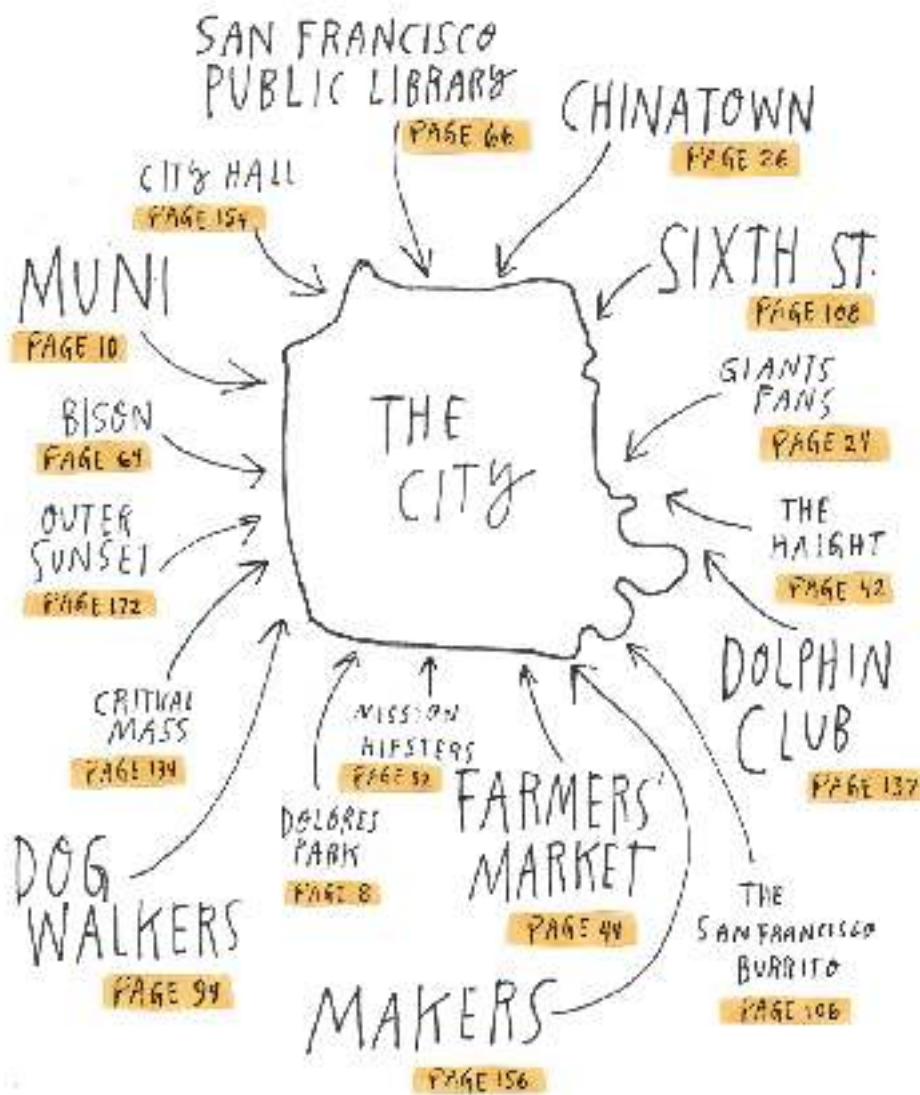 SAN FRANCISCO
PUBLIC LIBRARY
PAGE 66
CHINATOWN
PAGE 26
CITY HALL
PAGE 154
MUNI
PAGE 10
SIXTH ST.
PAGE 108
GIANTS
FANS
PAGE 24
BISON
PAGE 64
THE
CITY
OUTER
SUNSET
PAGE 172
THE
HAIGHT
PAGE 42
DOLPHIN
CLUB
PAGE 137
CRITICAL
MASS
PAGE 134
MISSION
HIPSTERS
PAGE 32
DOLORES
PARK
PAGE 8
FARMERS'
MARKET
PAGE 44
DOG
WALKERS
PAGE 94
THE
SAN FRANCISCO
BURRITO
PAGE 106
MAKERS
PAGE 156